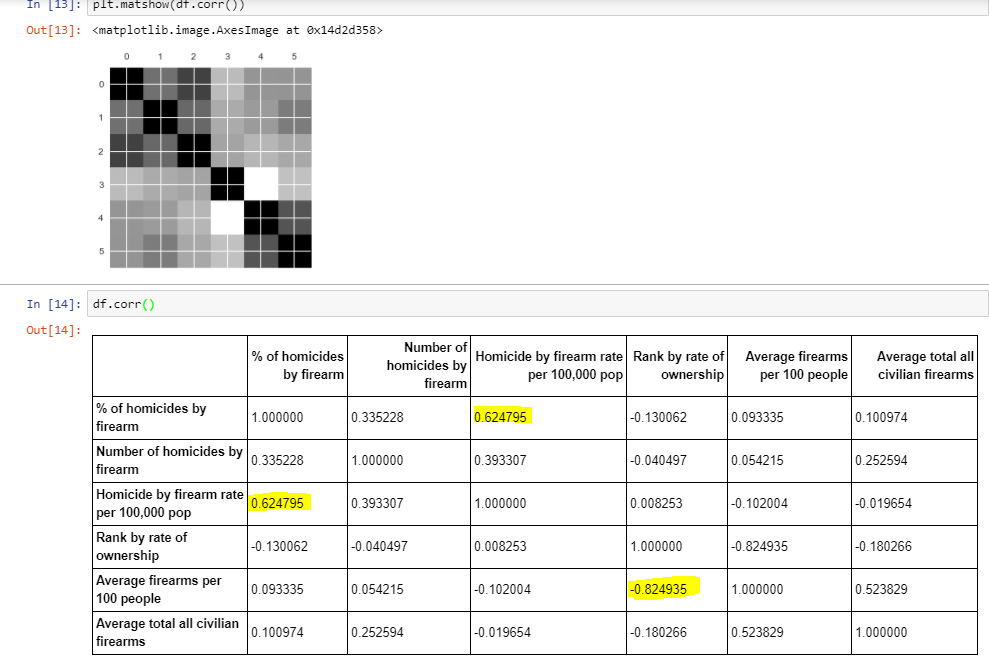 In [13]: plt.matshow(df.corr())
Out[13]: <matplotlib.image.AxesImage at 0x14d2d358>
0 1 2 3 4 5
0
1
2
3
4
5
In [14]: df.corr()
Out[14]:
% of homicides by firearm Number of homicides by firearm Homicide by firearm rate per 100,000 pop Rank by rate of ownership Average firearms per 100 people Average total all civilian firearms
% of homicides by firearm 1.000000 0.335228 0.624795 -0.130062 0.093335 0.100974
Number of homicides by firearm 0.335228 1.000000 0.393307 -0.040497 0.054215 0.252594
Homicide by firearm rate per 100,000 pop 0.624795 0.393307 1.000000 0.008253 -0.102004 -0.019654
Rank by rate of ownership -0.130062 -0.040497 0.008253 1.000000 -0.824935 -0.180266
Average firearms per 100 people 0.093335 0.054215 -0.102004 -0.824935 1.000000 0.523829
Average total all civilian firearms 0.100974 0.252594 -0.019654 -0.180266 0.523829 1.000000